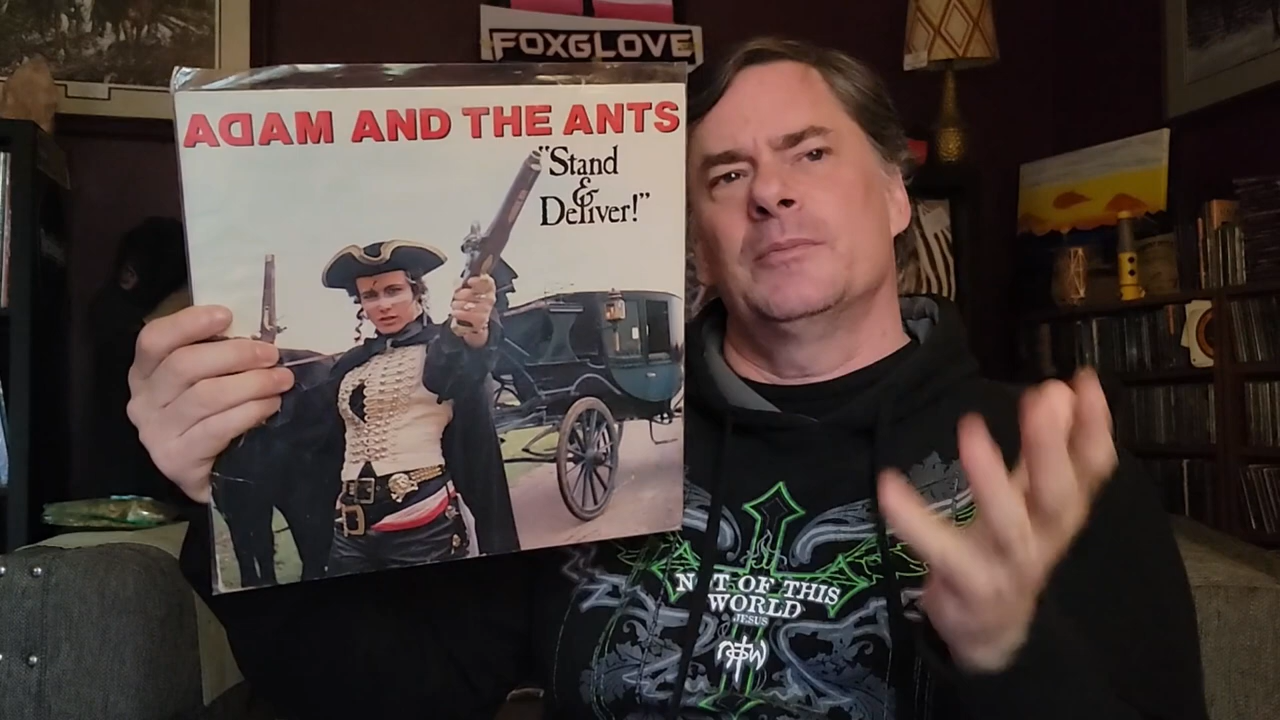 FOXGLOVE
ADAM AND THE ANTS
"Stand
&
Deliver!"
NOT OF THIS
WORLD
JESUS